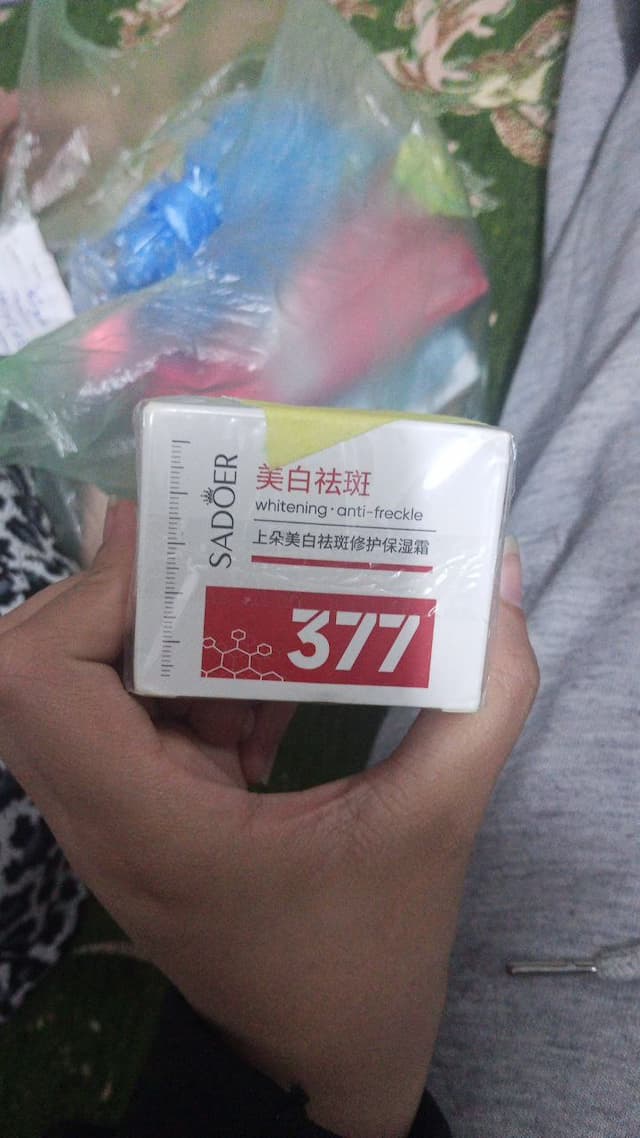 SADOER
美白祛斑
whitening·anti-freckle
上朵美白祛斑修护保湿霜
377